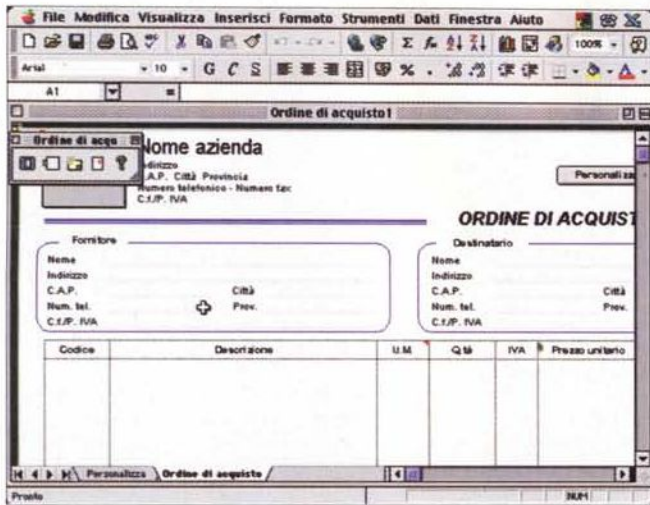 File Modifica Visualizza Inserisci Formato Strumenti Dati Finestra Aiuto
100%
Arial 10 G C S %
A1 =
Ordine di acquisto1
Ordine di acqu
Nome azienda
Indirizzo
C.A.P. Città Provincia
Numero telefonico - Numero fax
C.f./P. IVA
Personalizza
ORDINE DI ACQUIST
Fornitore
Destinatario
Nome
Nome
Indirizzo
Indirizzo
C.A.P. Città
C.A.P. Città
Num. tel. Prov.
Num. tel. Prov.
C.f./P. IVA
C.f./P. IVA
Codice Descrizione U.M. Q.tà IVA Prezzo unitario
Personalizza Ordine di acquisto
Pronto
NUM